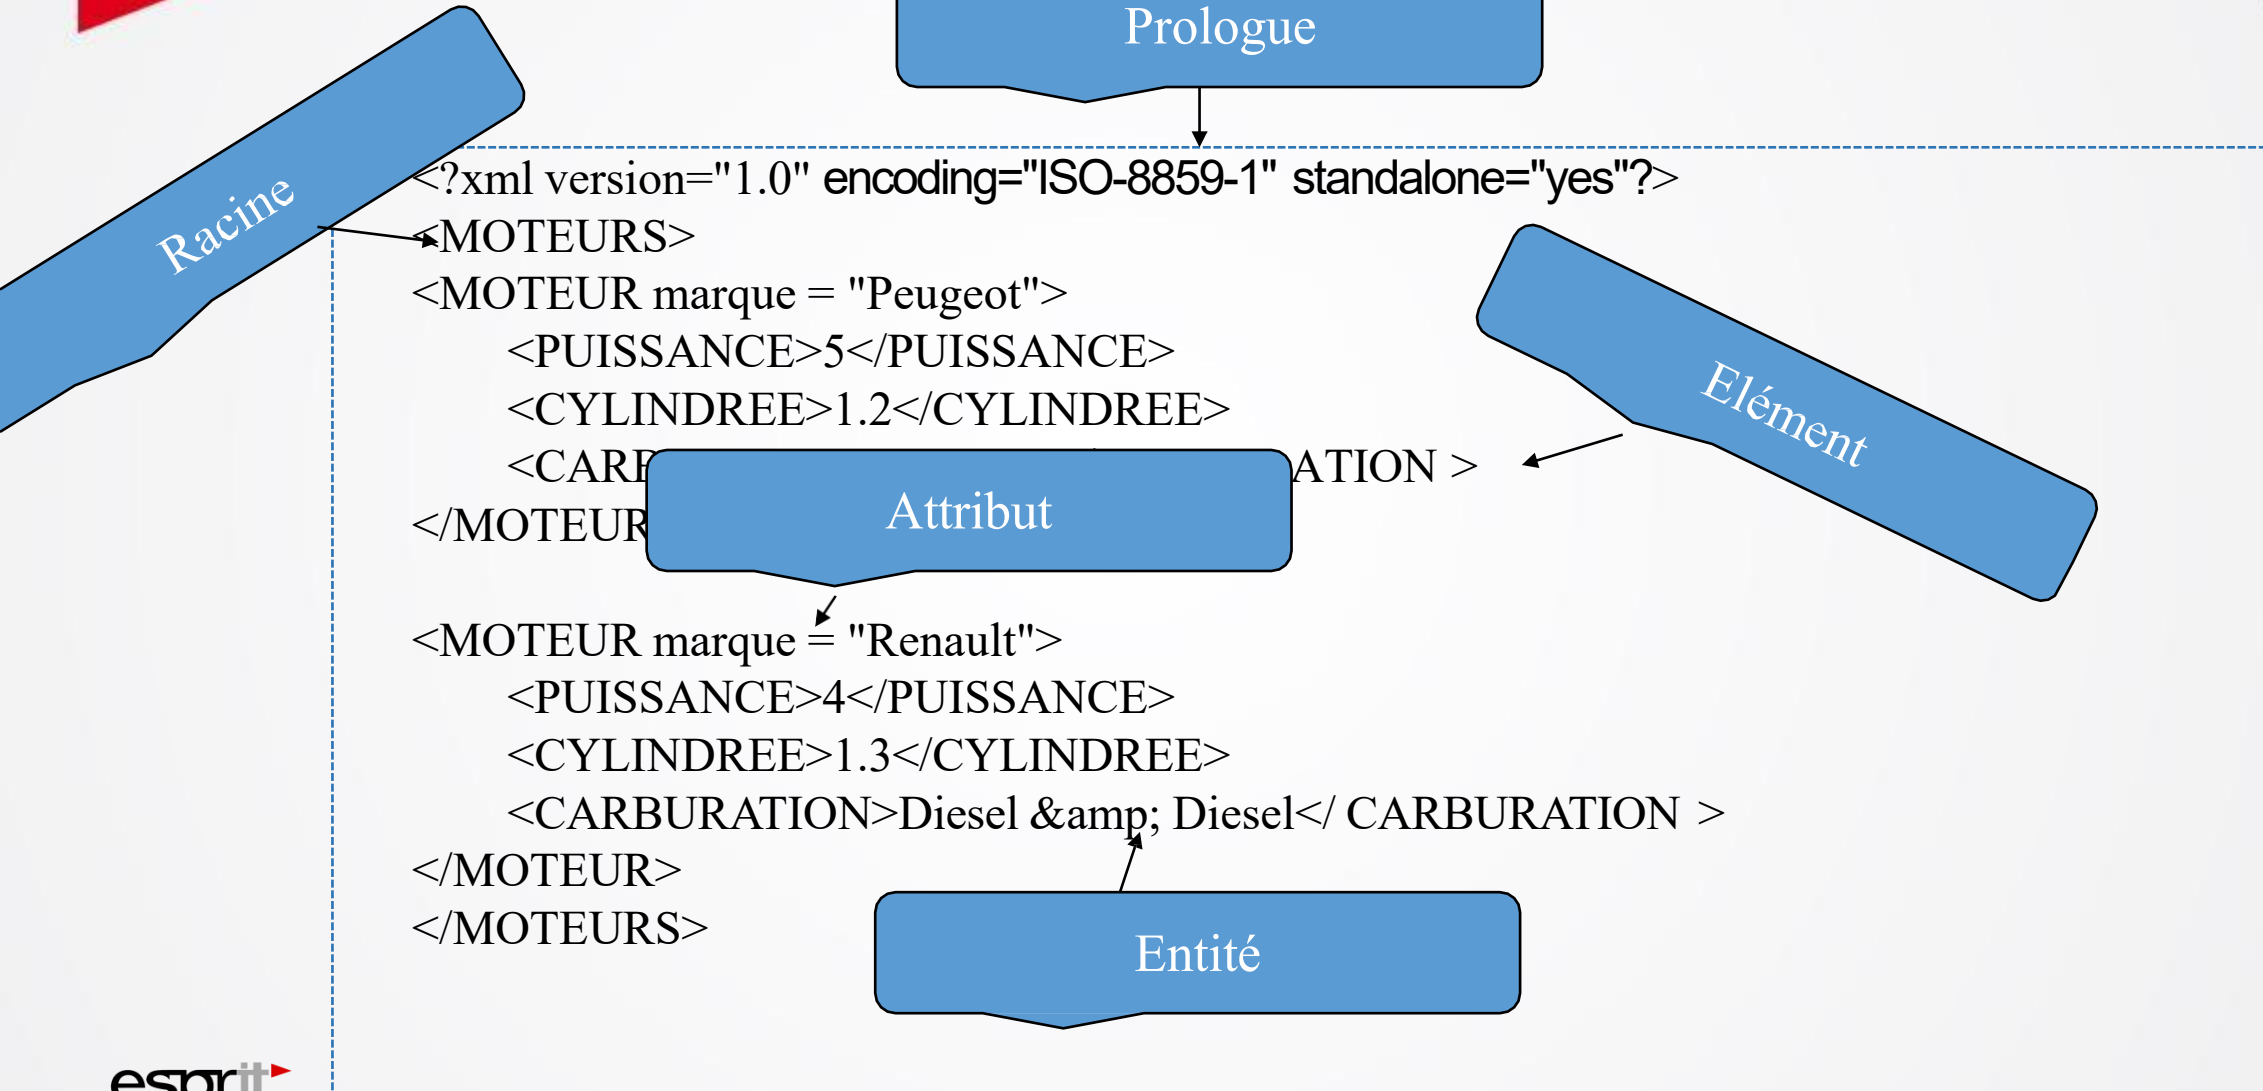 Prologue
Racine
<?xml version="1.0" encoding="ISO-8859-1" standalone="yes"?>
<MOTEURS>
<MOTEUR marque = "Peugeot">
<PUISSANCE>5</PUISSANCE>
<CYLINDREE>1.2</CYLINDREE>
Elément
Attribut
<MOTEUR marque = "Renault">
<PUISSANCE>4</PUISSANCE>
<CYLINDREE>1.3</CYLINDREE>
<CARBURATION>Diesel &amp; Diesel</ CARBURATION >
</MOTEUR>
</MOTEURS>
Entité
esprit